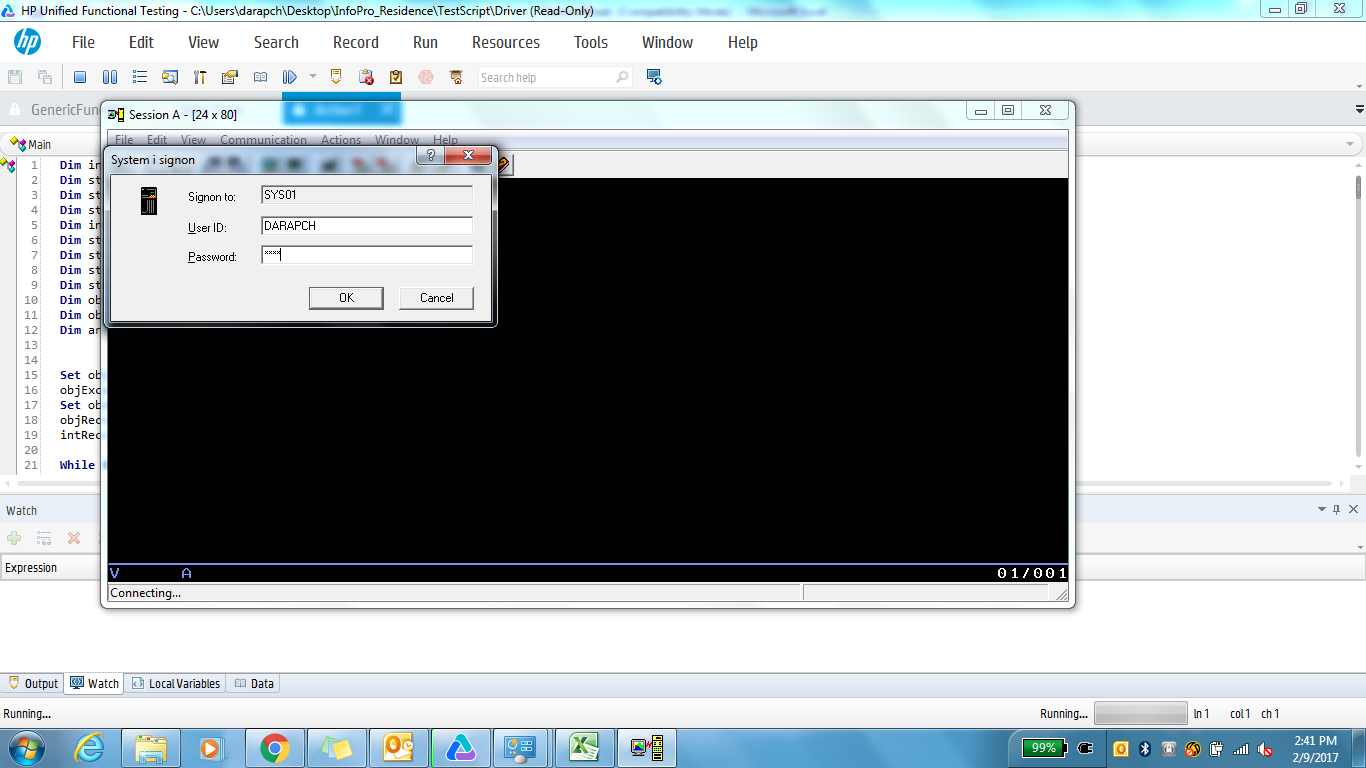 HP Unified Functional Testing - C:\Users\darapch\Desktop\InfoPro_Residence\TestScript\Driver (Read-Only)
hp File Edit View Search Record Run Resources Tools Window Help
Search help
GenericFun
Session A - [24 x 80]
File Edit View Communication Actions Window Help
Main
System i signon
Signon to: SYS01
User ID: DARAPCH
Password: ****
OK Cancel
1 Dim in
2 Dim st
3 Dim st
4 Dim st
5 Dim in
6 Dim st
7 Dim st
8 Dim st
9 Dim st
10 Dim ob
11 Dim ob
12 Dim ar
13
14
15 Set ob
16 objExc
17 Set ob
18 objRec
19 intRec
20
21 While
V A 01/001
Connecting...
Watch
Expression
Output Watch Local Variables Data
Running... Running... ln 1 col 1 ch 1
99% 2:41 PM
2/9/2017